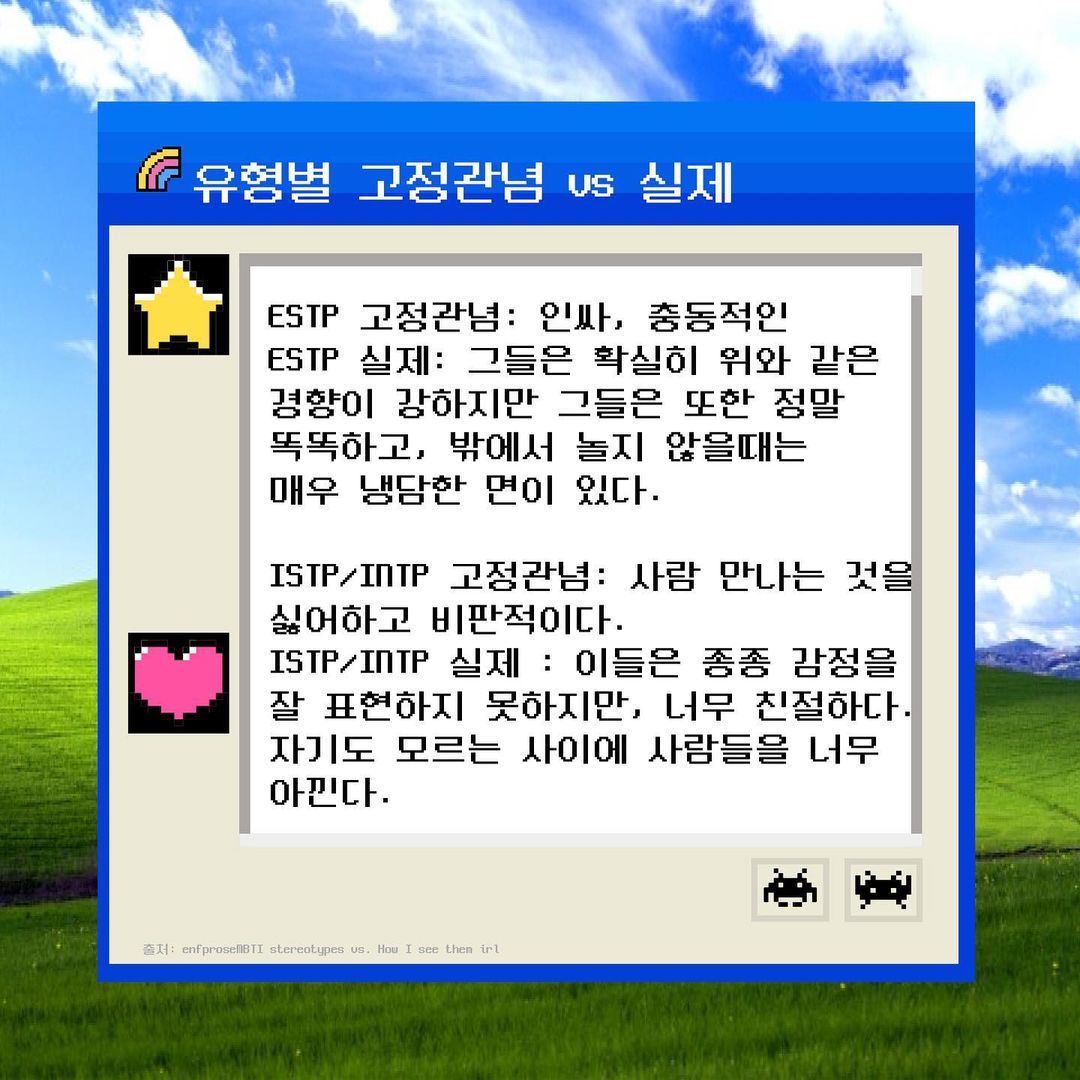 유형별 고정관념 vs 실제
ESTP 고정관념: 인싸, 충동적인
ESTP 실제: 그들은 확실히 위와 같은
경향이 강하지만 그들은 또한 정말
똑똑하고, 밖에서 놀지 않을때는
매우 냉담한 면이 있다.
ISTP/INTP 고정관념: 사람 만나는 것을
싫어하고 비판적이다.
ISTP/INTP 실제 : 이들은 종종 감정을
잘 표현하지 못하지만, 너무 친절하다.
자기도 모르는 사이에 사람들을 너무
아낀다.
출처: enfproseMBTI stereotypes vs. How I see them irl